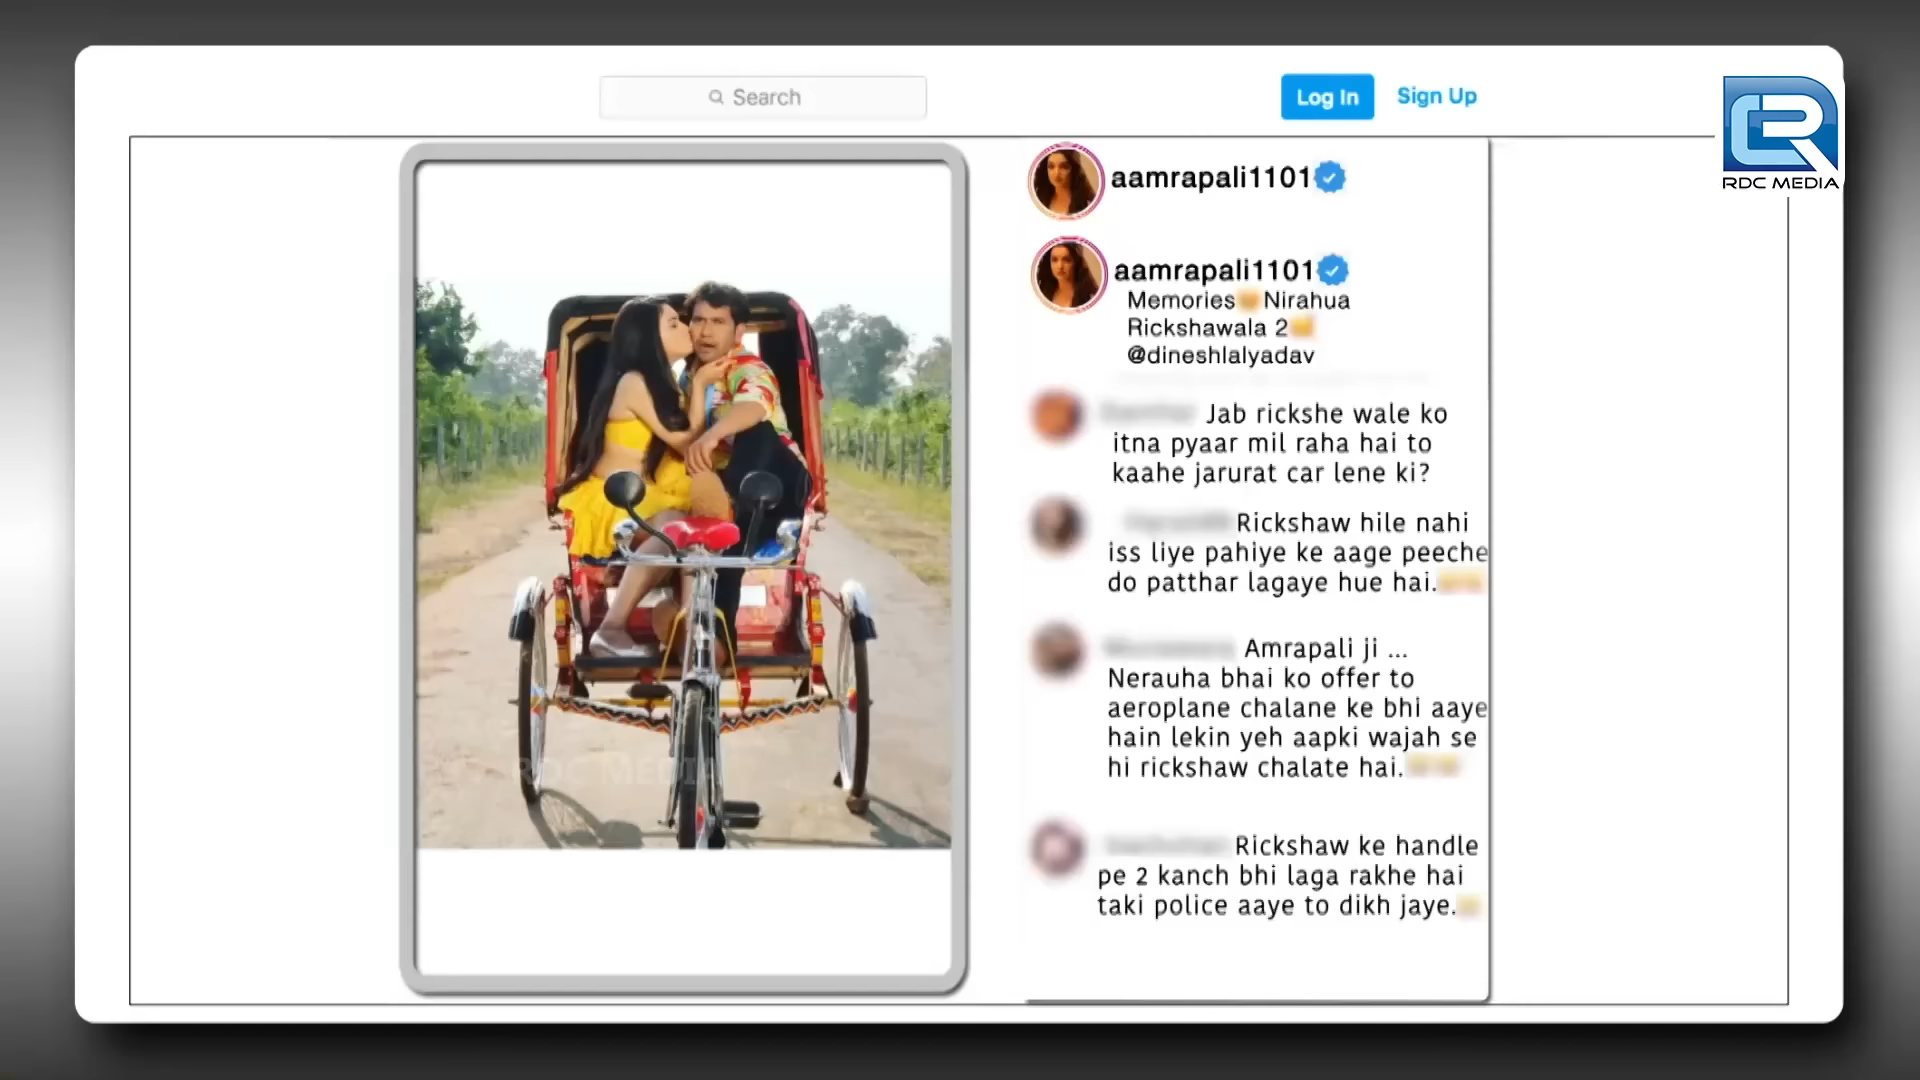 Search
Log In
Sign Up
RDC MEDIA
aamrapali1101
aamrapali1101
Memories Nirahua
Rickshawala 2
@dineshlalyadav
Jab rickshe wale ko
itna pyaar mil raha hai to
kaahe jarurat car lene ki?
Rickshaw hile nahi
iss liye pahiye ke aage peeche
do patthar lagaye hue hai.
Amrapali ji ...
Nerauha bhai ko offer to
aeroplane chalane ke bhi aaye
hain lekin yeh aapki wajah se
hi rickshaw chalate hai.
Rickshaw ke handle
pe 2 kanch bhi laga rakhe hai
taki police aaye to dikh jaye.
RDC MEDIA